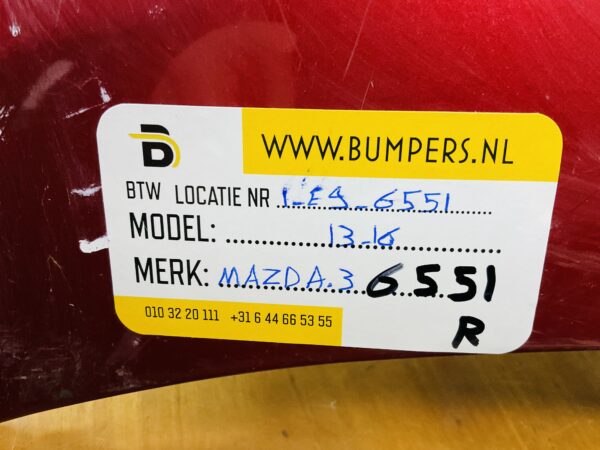 B
WWW.BUMPERS.NL
BTW LOCATIE NR 1-E9-6551
MODEL: 13-16
MERK: MAZDA.3 6551
010 32 20 111 +31 6 44 66 53 55
R